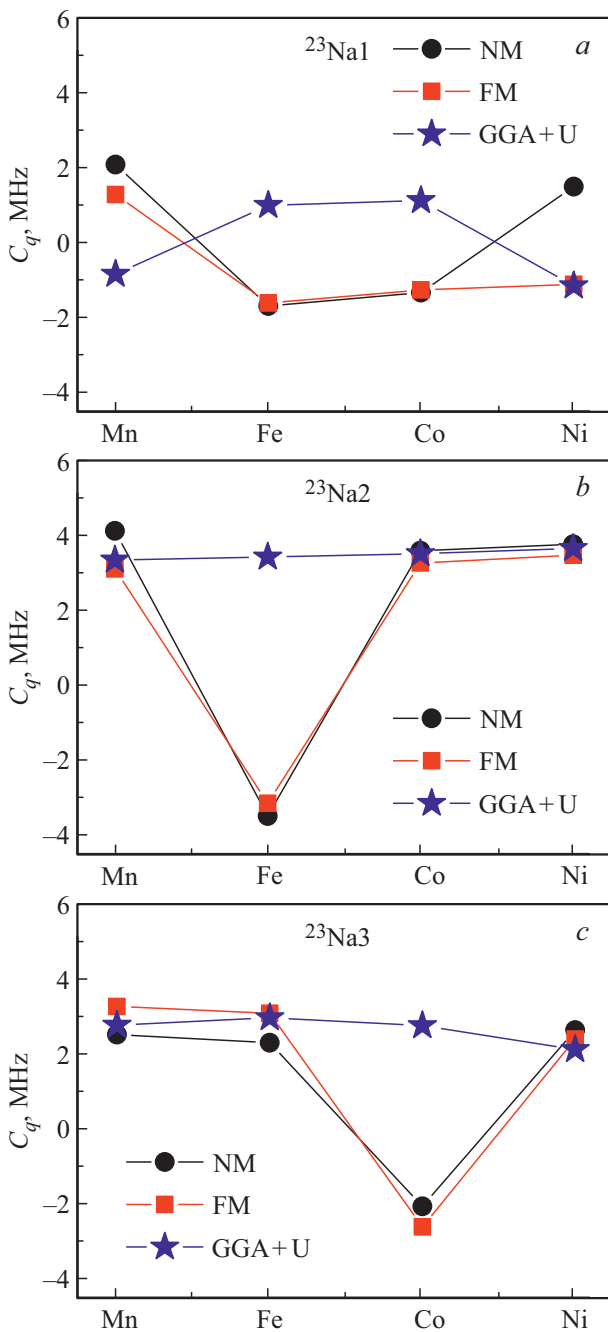 6
²³Na1
a
NM
4
FM
GGA+U
2
0
C_q, MHz
–2
–4
Mn Fe Co Ni
6
²³Na2
b
4
2
0
C_q, MHz
NM
–2
FM
GGA+U
–4
Mn Fe Co Ni
6
²³Na3
c
4
2
0
C_q, MHz
NM
–2
FM
GGA+U
–4
Mn Fe Co Ni